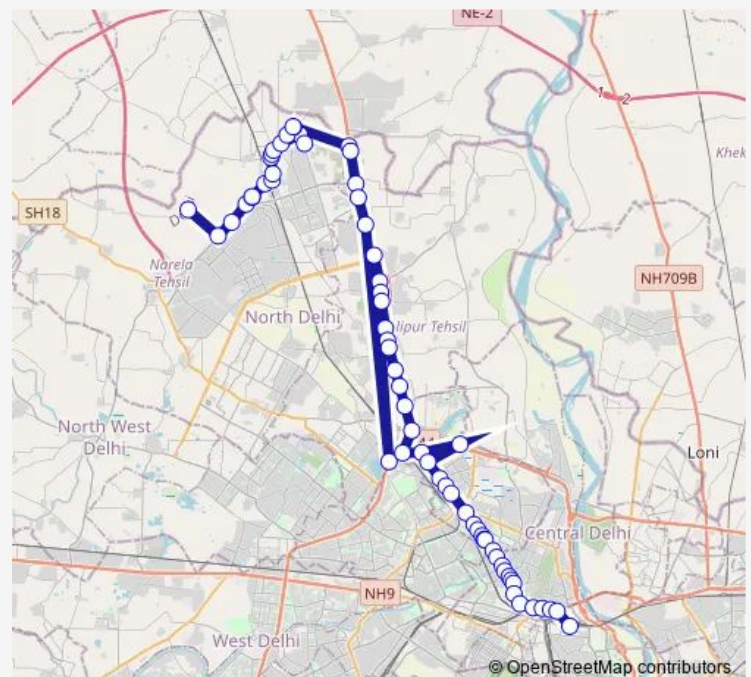 NE-2
1
2
Khek
SH18
D
Narela
Tehsil
NH709B
North Delhi
lipur Tehsil
North West
Delhi
44
Loni
Central Delhi
NH9
West Delhi
© OpenStreetMap contributors